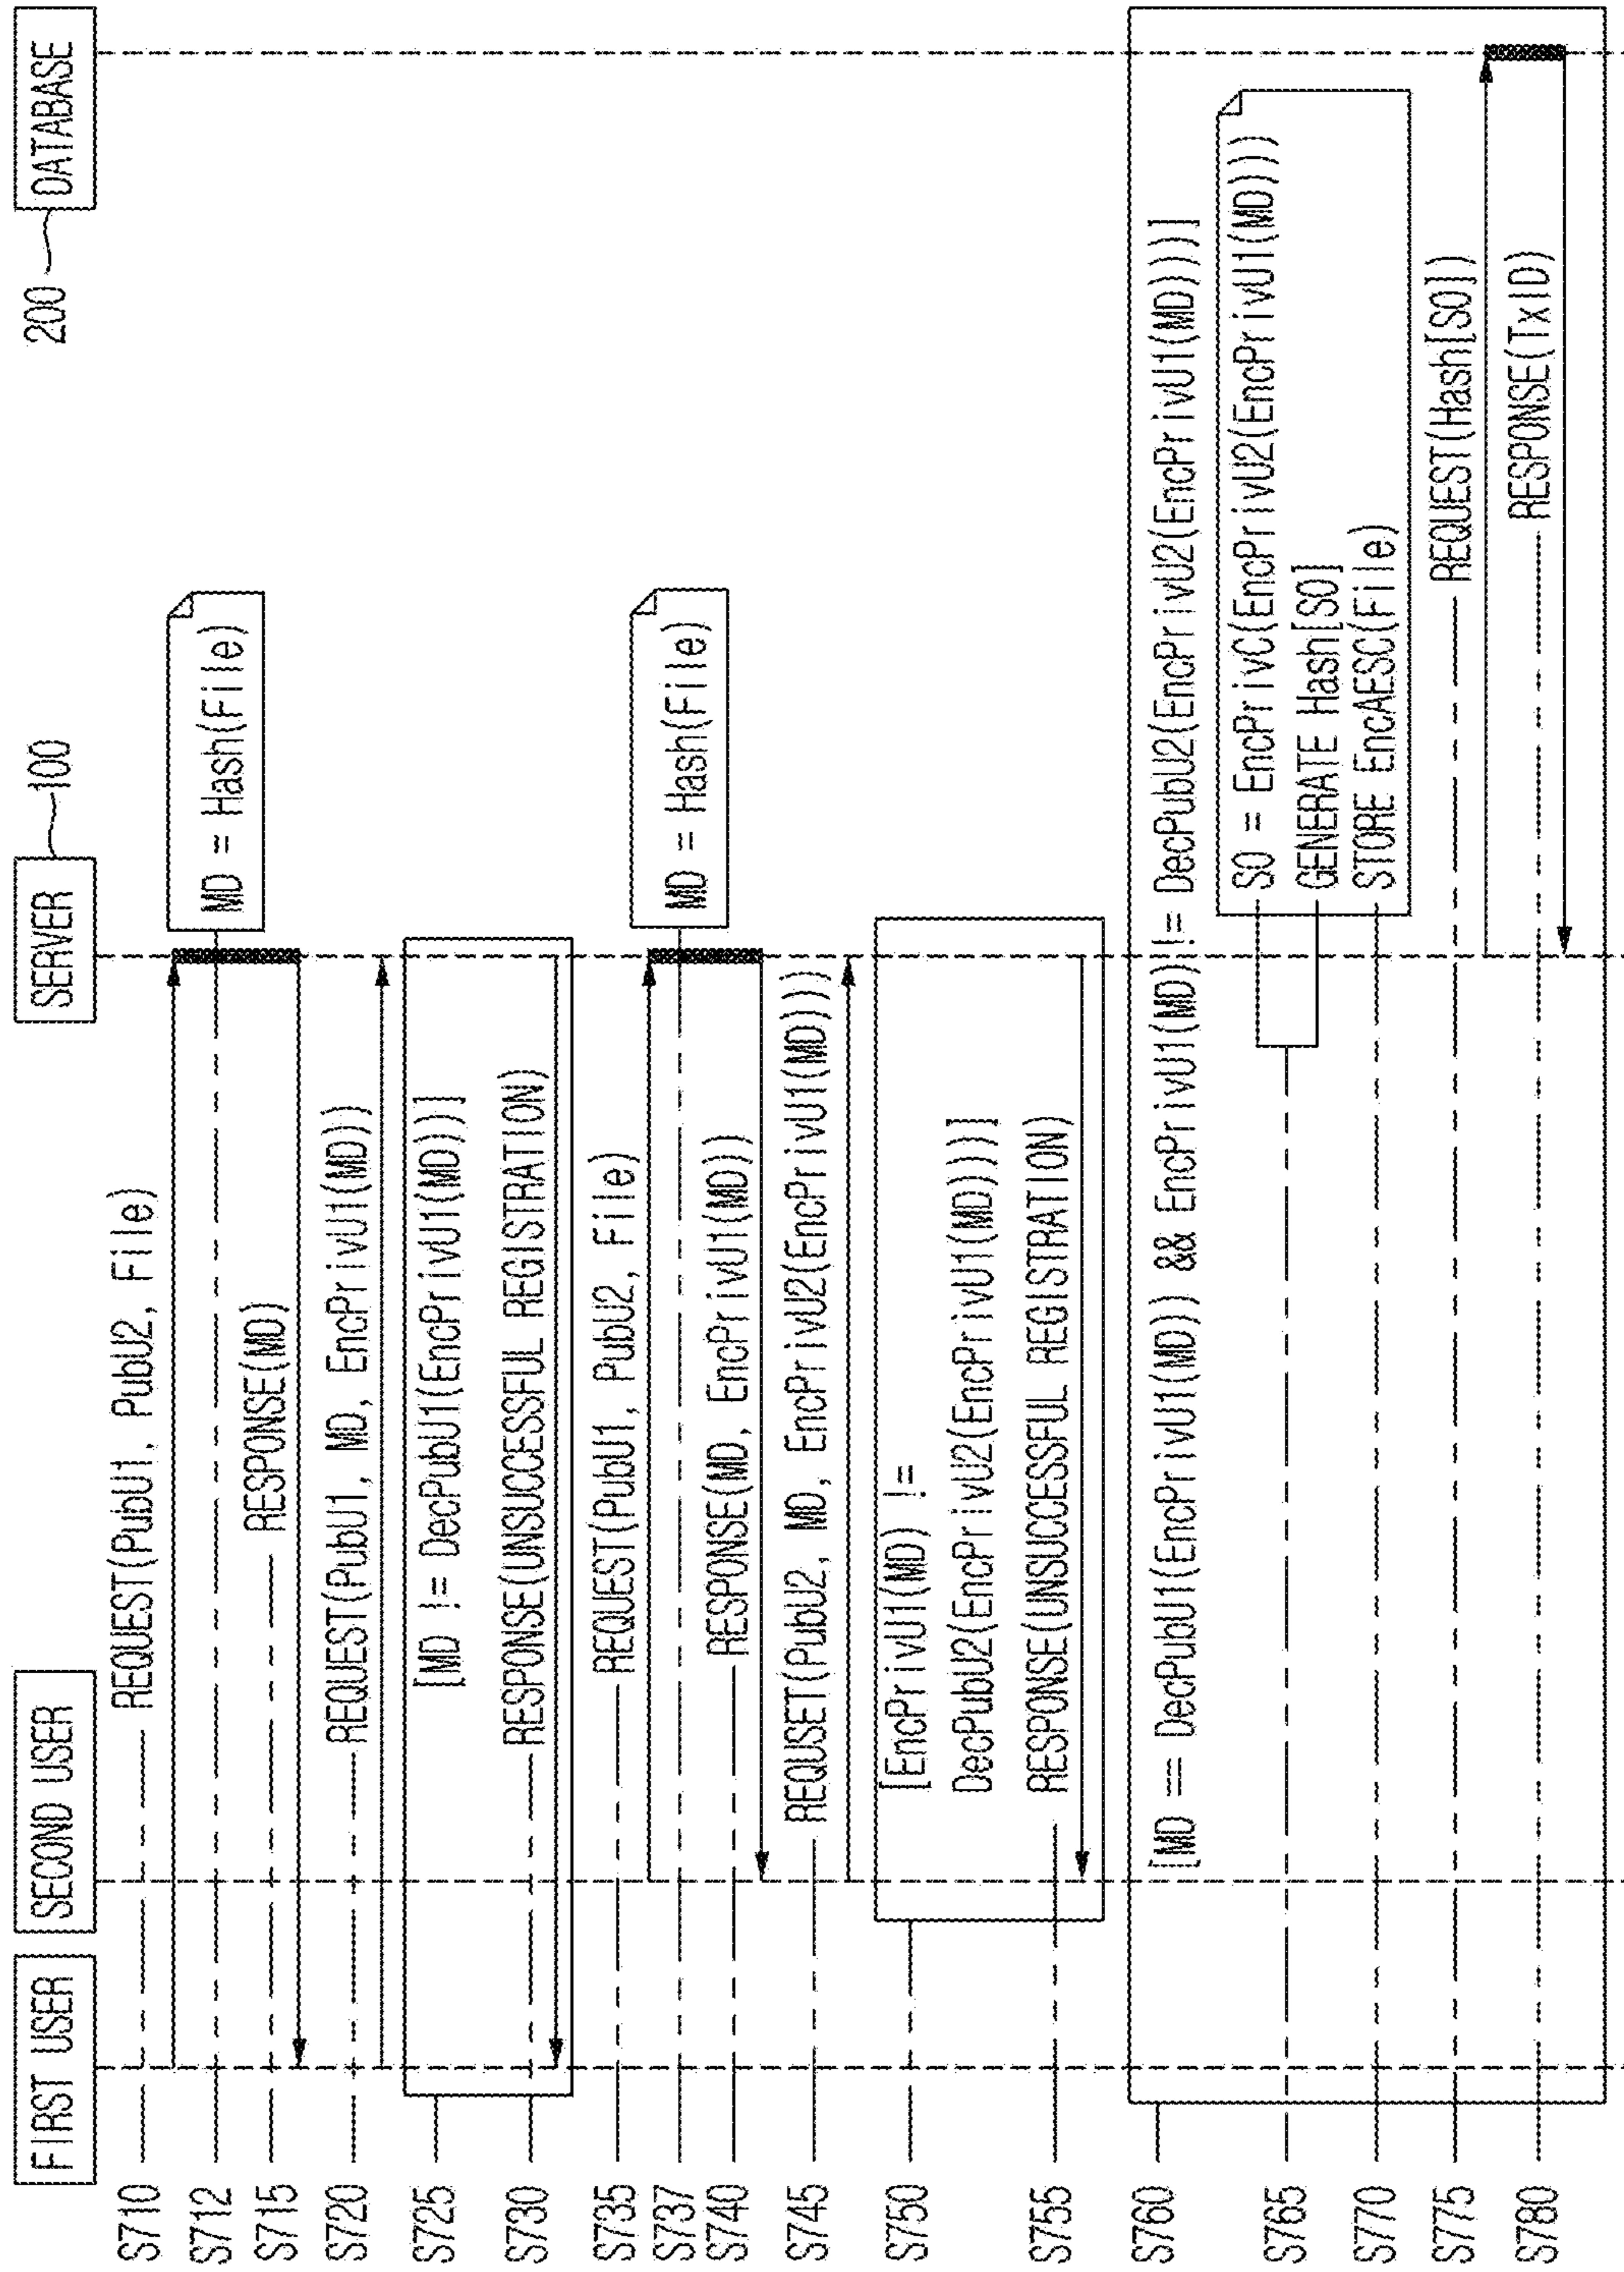 FIRST USER
SECOND USER
SERVER
100
200
DATABASE
S710
REQUEST(PubU1, PubU2, File)
S712
MD = Hash(File)
S715
RESPONSE(MD)
S720
REQUEST(PubU1, MD, EncPrivU1(MD))
S725
[MD != DecPubU1(EncPrivU1(MD))]
S730
RESPONSE(UNSUCCESSFUL REGISTRATION)
S735
REQUEST(PubU1, PubU2, File)
S737
MD = Hash(File)
S740
RESPONSE(MD, EncPrivU1(MD))
S745
REQUSET(PubU2, MD, EncPrivU2(EncPrivU1(MD)))
S750
[EncPrivU1(MD) !=
DecPubU2(EncPrivU2(EncPrivU1(MD)))]
S755
RESPONSE(UNSUCCESSFUL REGISTRATION)
S760
[MD == DecPubU1(EncPrivU1(MD)) && EncPrivU1(MD)!= DecPubU2(EncPrivU2(EncPrivU1(MD)))]
S765
SO = EncPrivC(EncPrivU2(EncPrivU1(MD)))
GENERATE Hash[SO]
S770
STORE EncAESC(File)
S775
REQUEST(Hash[SO])
S780
RESPONSE(TxID)